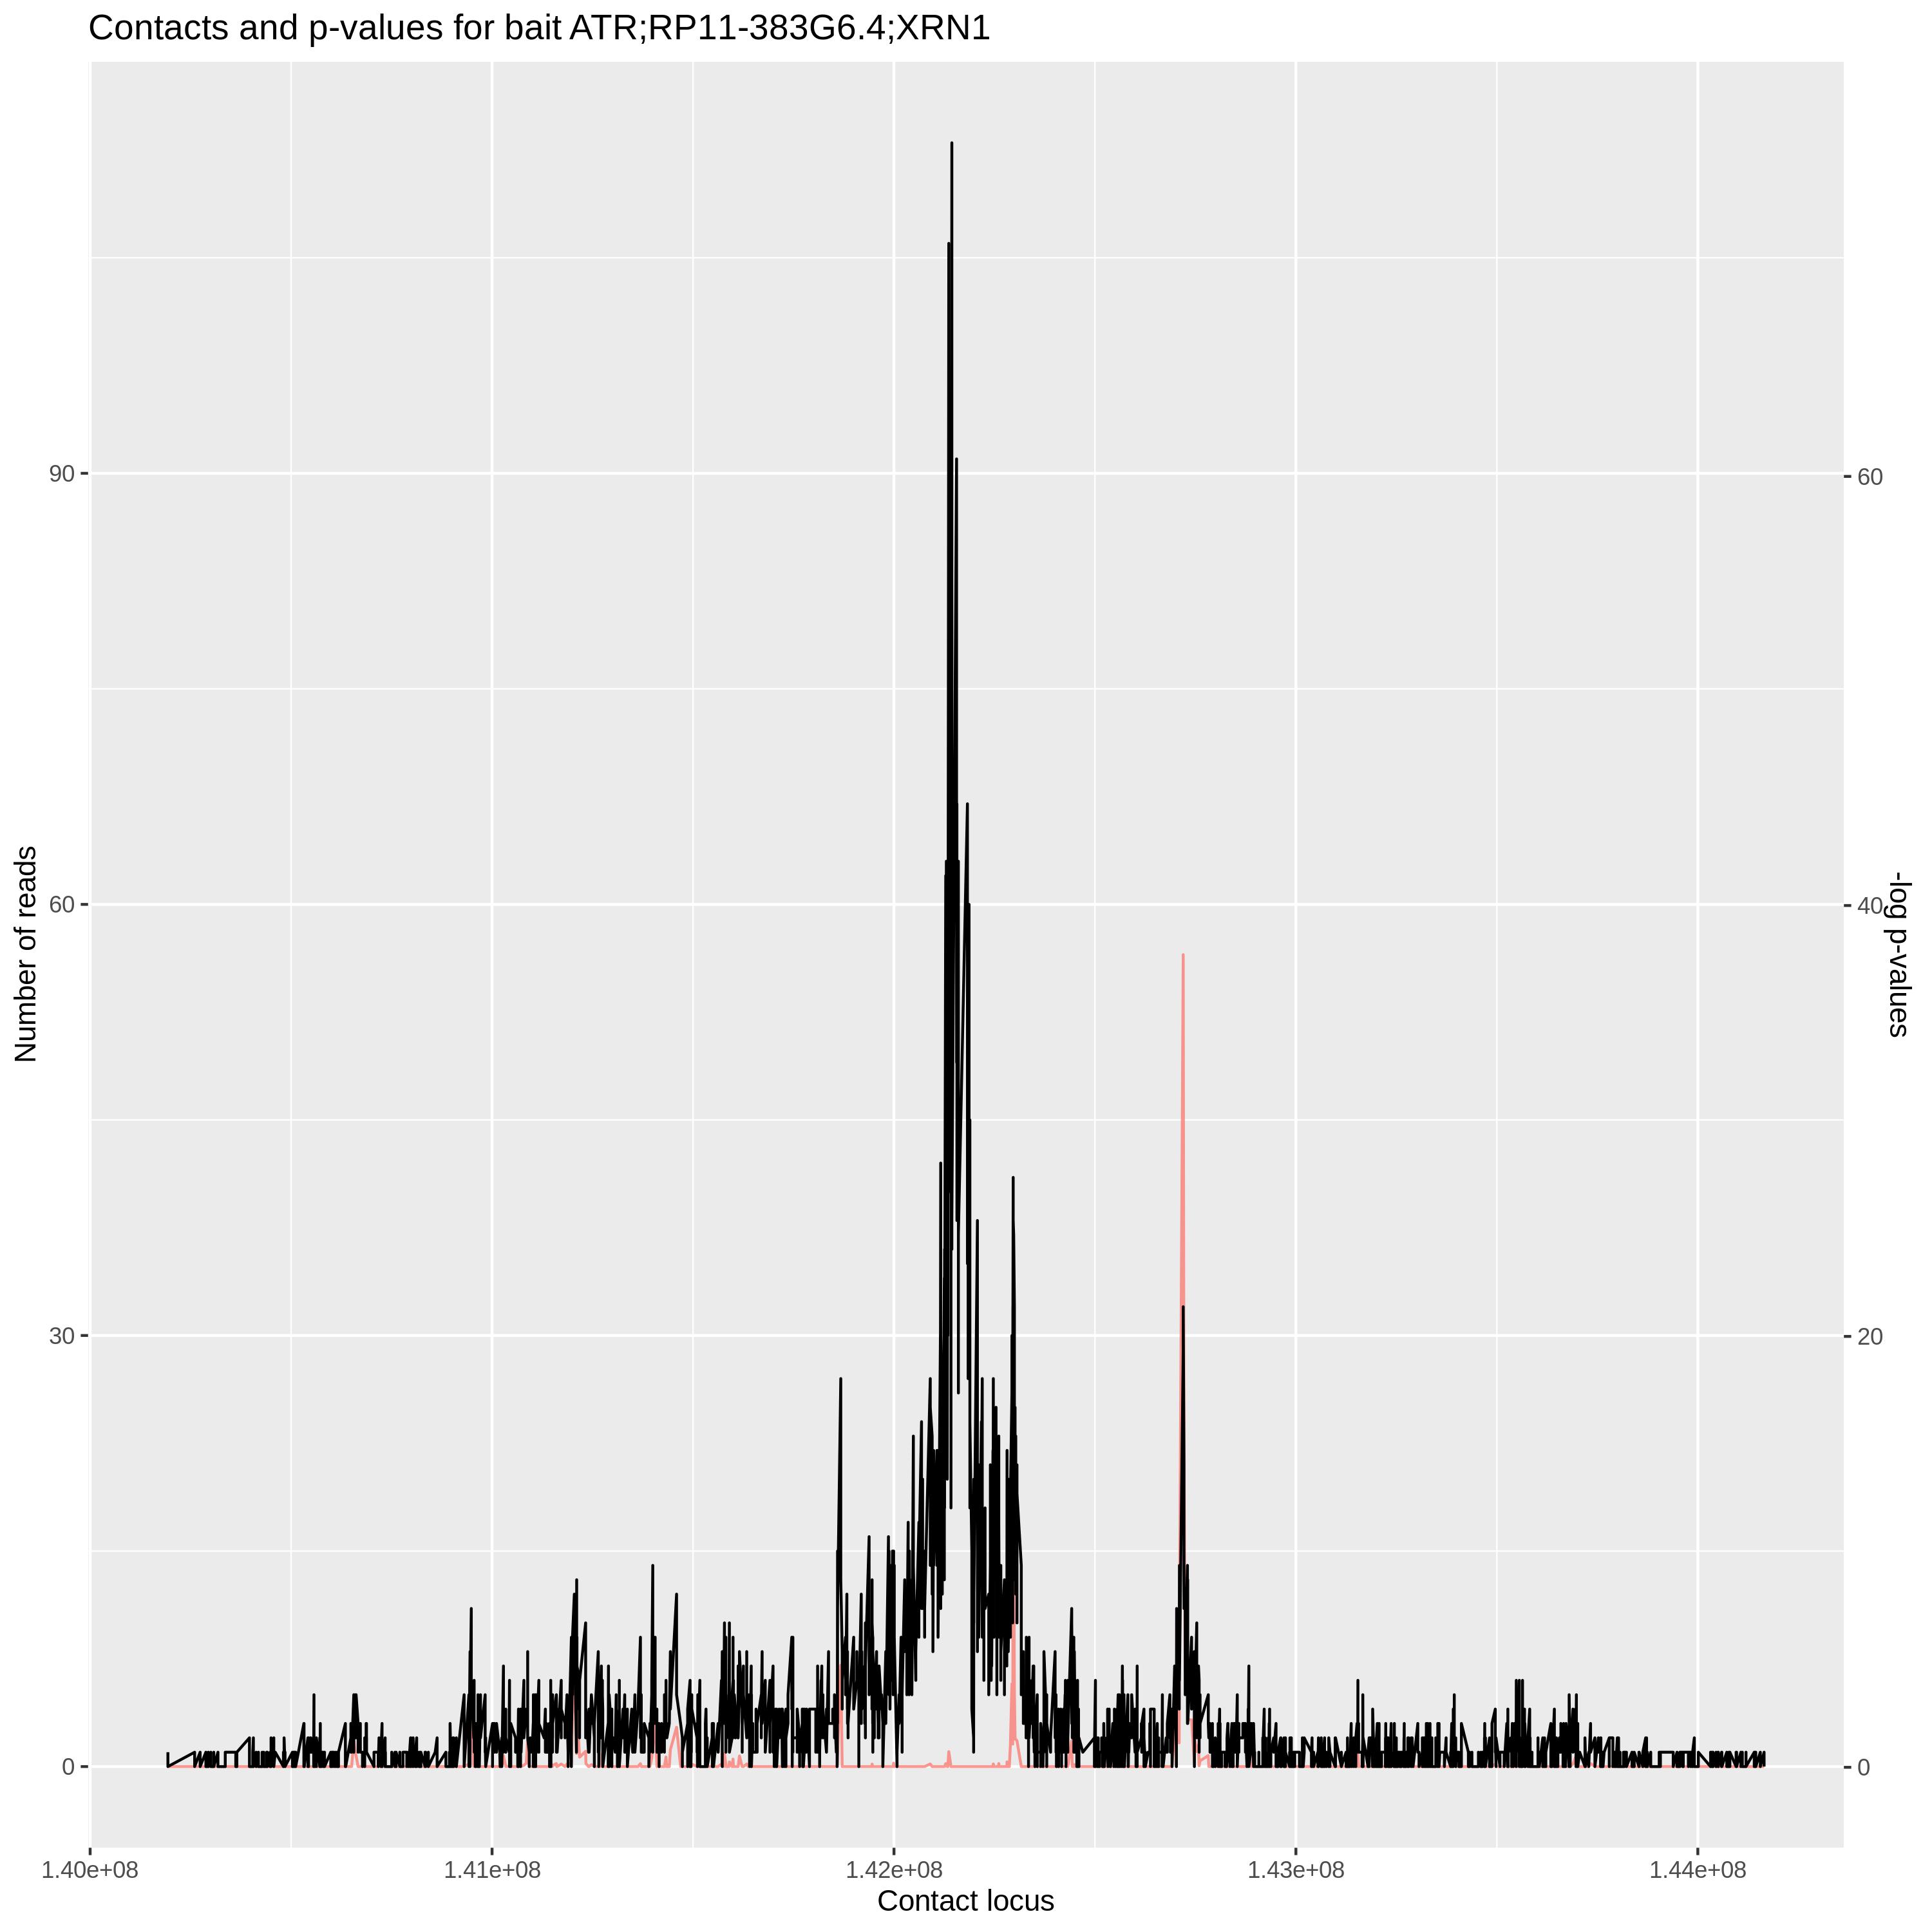 Contacts and p-values for bait ATR;RP11-383G6.4;XRN1
90
60
30
0
Number of reads
60
40
20
0
-log p-values
1.40e+08
1.41e+08
1.42e+08
1.43e+08
1.44e+08
Contact locus